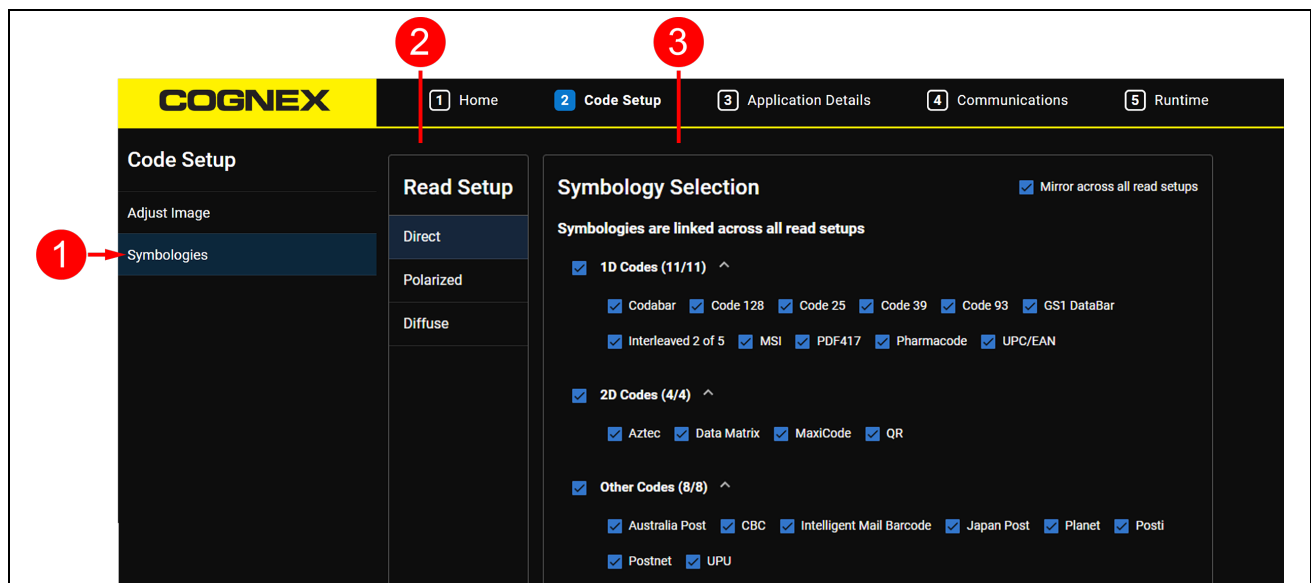 2
3
COGNEX
1 Home
2 Code Setup
3 Application Details
4 Communications
5 Runtime
Code Setup
Adjust Image
1
Symbologies
Read Setup
Direct
Polarized
Diffuse
Symbology Selection
Mirror across all read setups
Symbologies are linked across all read setups
1D Codes (11/11)
Codabar Code 128 Code 25 Code 39 Code 93 GS1 DataBar
Interleaved 2 of 5 MSI PDF417 Pharmacode UPC/EAN
2D Codes (4/4)
Aztec Data Matrix MaxiCode QR
Other Codes (8/8)
Australia Post CBC Intelligent Mail Barcode Japan Post Planet Posti
Postnet UPU